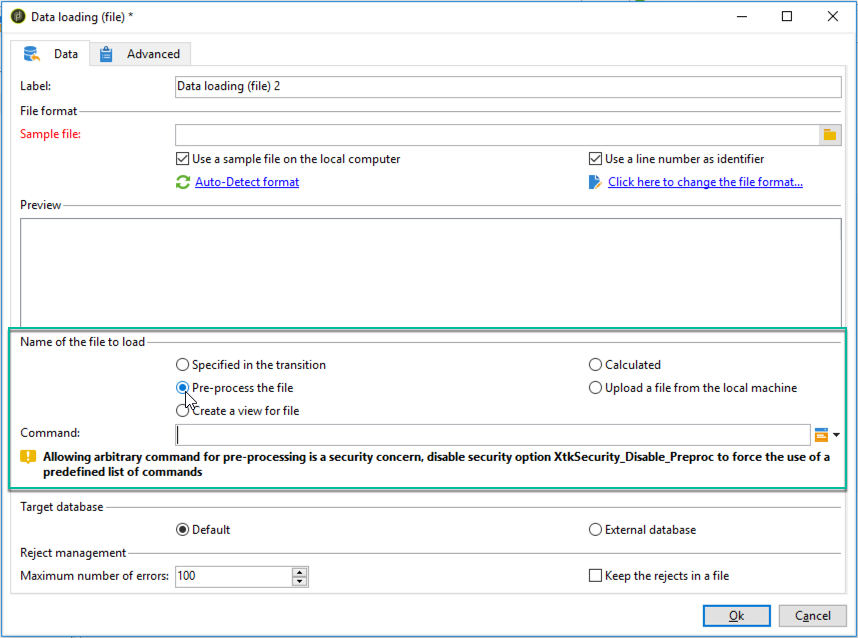 Data loading (file) *
Data Advanced
Label: Data loading (file) 2
File format
Sample file:
Use a sample file on the local computer Use a line number as identifier
Auto-Detect format Click here to change the file format...
Preview
Name of the file to load
Specified in the transition Calculated
Pre-process the file Upload a file from the local machine
Create a view for file
Command:
Allowing arbitrary command for pre-processing is a security concern, disable security option XtkSecurity_Disable_Preproc to force the use of a
predefined list of commands
Target database
Default External database
Reject management
Maximum number of errors: 100 Keep the rejects in a file
Ok Cancel